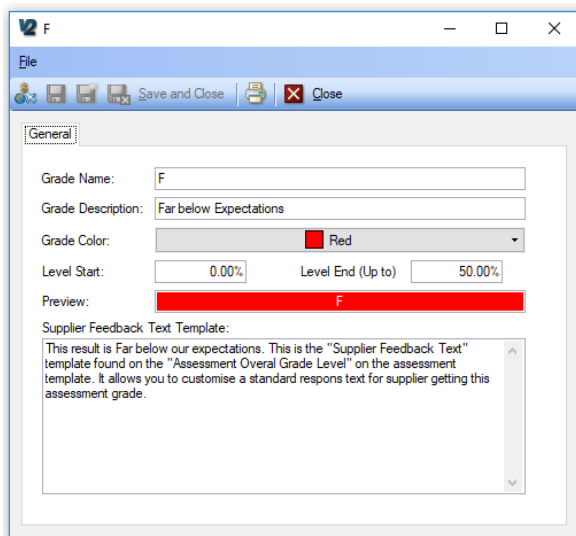 V2 F
File
Save and Close Close
General
Grade Name: F
Grade Description: Far below Expectations
Grade Color: Red
Level Start: 0.00% Level End (Up to) 50.00%
Preview: F
Supplier Feedback Text Template:
This result is Far below our expectations. This is the "Supplier Feedback Text"
template found on the "Assessment Overal Grade Level" on the assessment
template. It allows you to customise a standard respons text for supplier getting this
assessment grade.